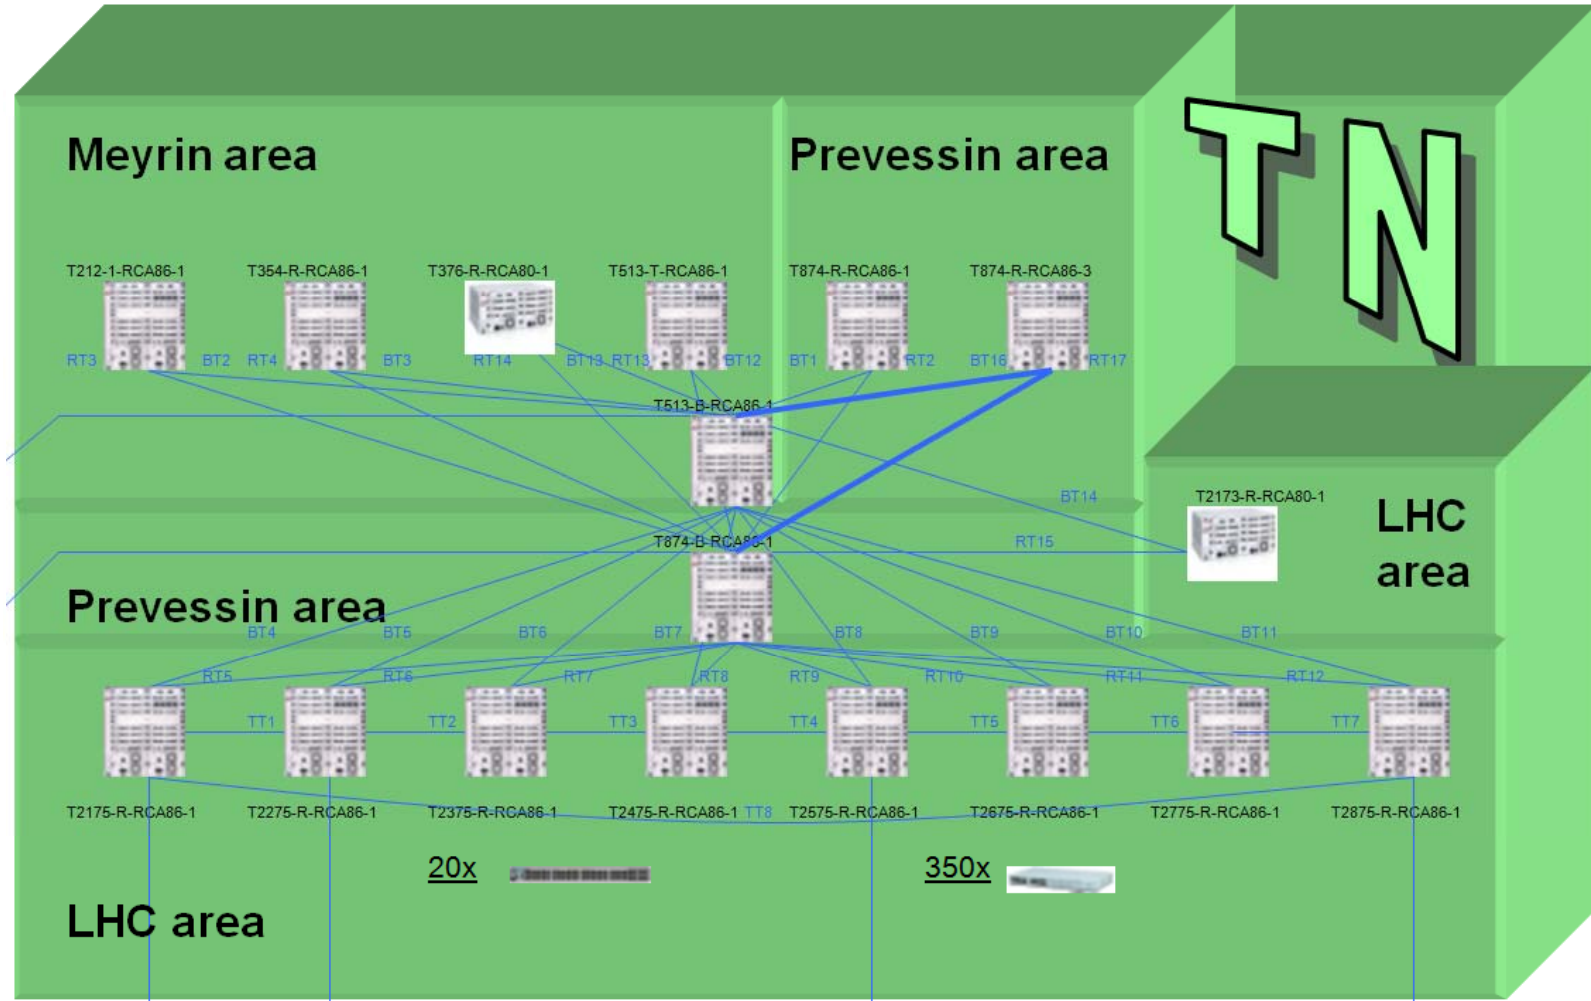 Meyrin area
Prevessin area
TN
T212-1-RCA86-1
T354-R-RCA86-1
T376-R-RCA80-1
T513-T-RCA86-1
T874-R-RCA86-1
T874-R-RCA86-3
RT3
BT2
RT4
BT3
RT14
BT13
RT13
BT12
BT1
RT2
BT16
RT17
T513-B-RCA86-1
BT14
T2173-R-RCA80-1
LHC
area
T874-B-RCA86-1
RT15
Prevessin area
BT4
BT5
BT6
BT7
BT8
BT9
BT10
BT11
RT5
RT6
RT7
RT8
RT9
RT10
RT11
RT12
TT1
TT2
TT3
TT4
TT5
TT6
TT7
T2175-R-RCA86-1
T2275-R-RCA86-1
T2375-R-RCA86-1
T2475-R-RCA86-1
TT8
T2575-R-RCA86-1
T2675-R-RCA86-1
T2775-R-RCA86-1
T2875-R-RCA86-1
20x
350x
LHC area